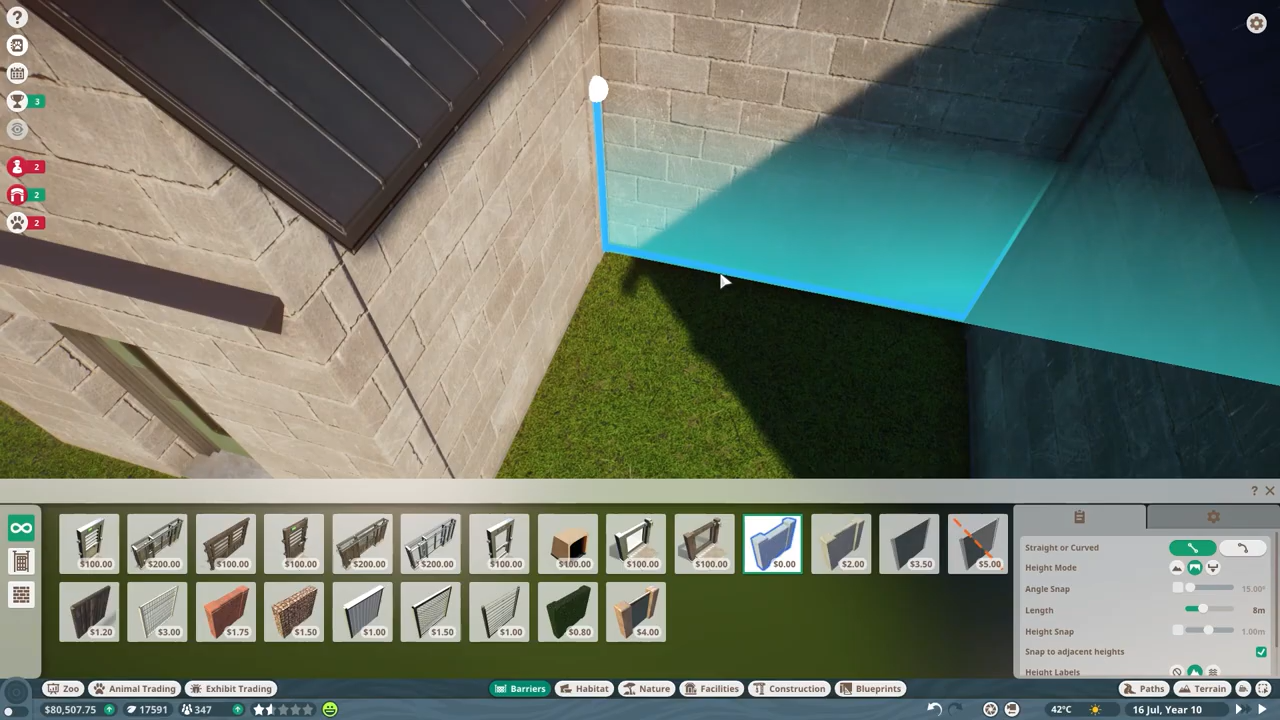 ?
3
2
2
2
? ×
$100.00 $200.00 $100.00 $100.00 $200.00 $200.00 $100.00 $100.00 $100.00 $100.00 $0.00 $2.00 $3.50 $5.00
$1.20 $3.00 $1.75 $1.50 $1.00 $1.50 $1.00 $0.80 $4.00
Straight or Curved
Height Mode
Angle Snap 15.00°
Length 8m
Height Snap 1.00m
Snap to adjacent heights
Height Labels
Zoo Animal Trading Exhibit Trading Barriers Habitat Nature Facilities Construction Blueprints Paths Terrain
$80,507.75 17591 347 42°C 16 Jul, Year 10